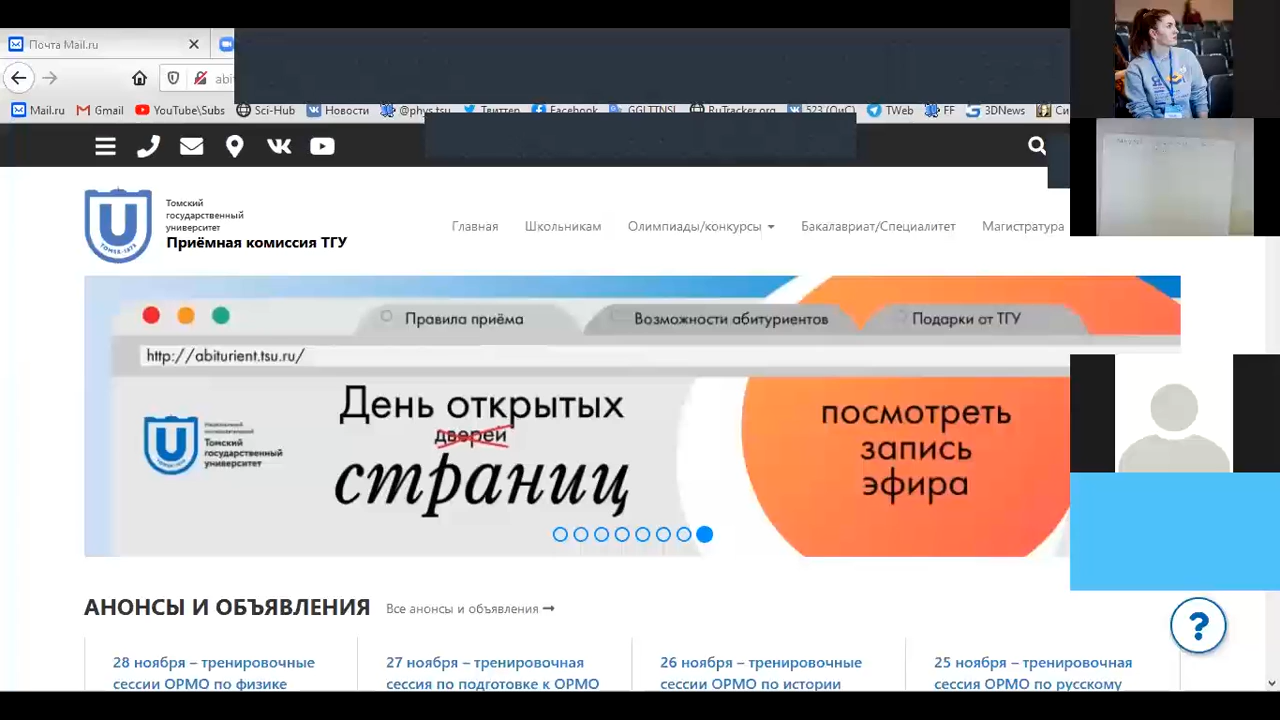 Почта Mail.ru
Mail.ru
Gmail
YouTube\Subs
Sci-Hub
Новости
@phys.tsu
Твиттер
Facebook
RuTracker.org
523 (ОиС)
TWeb
FF
3DNews
Томский
государственный
университет
Приёмная комиссия ТГУ
TOMSK·1878
Главная
Школьникам
Олимпиады/конкурсы
Бакалавриат/Специалитет
Магистратура
Правила приёма
Возможности абитуриентов
Подарки от ТГУ
http://abiturient.tsu.ru/
Томский
государственный
университет
День открытых
дверей
страниц
посмотреть
запись
эфира
АНОНСЫ И ОБЪЯВЛЕНИЯ
Все анонсы и объявления
28 ноября – тренировочные
сессии ОРМО по физике
27 ноября – тренировочная
сессия по подготовке к ОРМО
26 ноября – тренировочные
сессии ОРМО по истории
25 ноября – тренировочная
сессия ОРМО по русскому
?